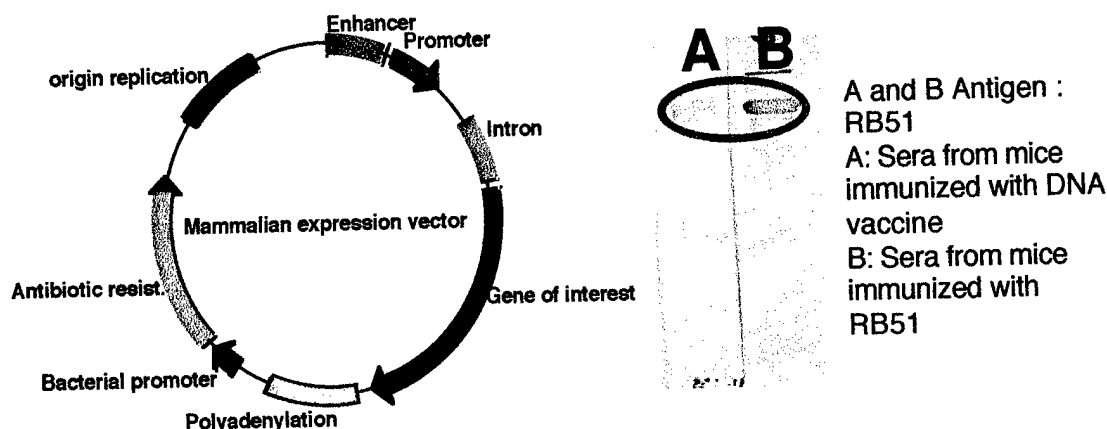 Enhancer
Promoter
origin replication
Intron
Mammalian expression vector
Antibiotic resist.
Gene of interest
Bacterial promoter
Polyadenylation
A B
A and B Antigen :
RB51
A: Sera from mice
immunized with DNA
vaccine
B: Sera from mice
immunized with
RB51